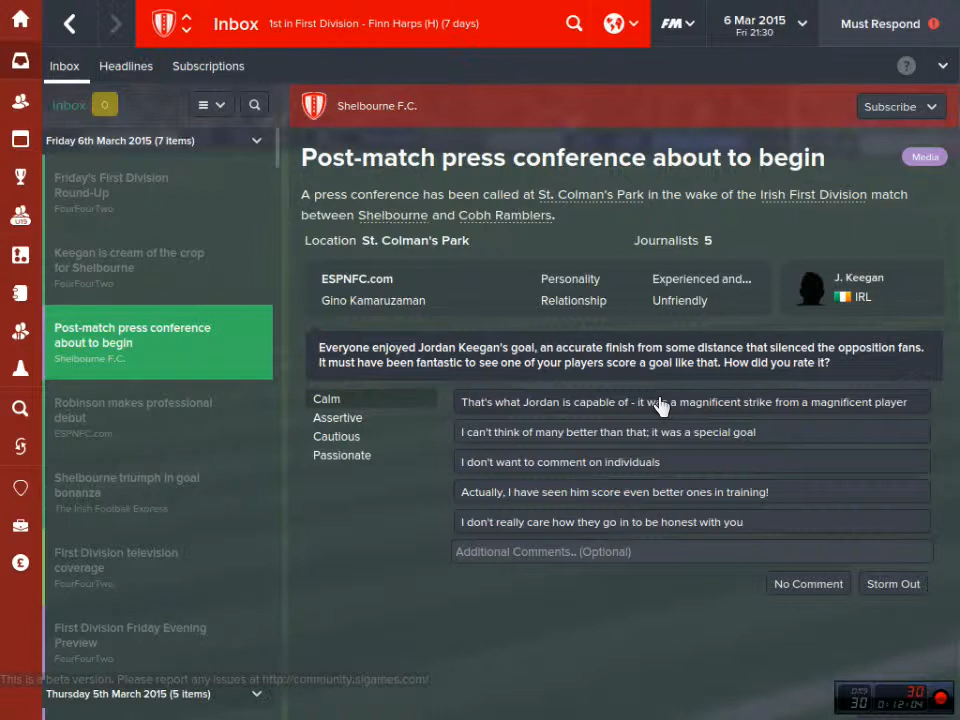 Inbox
1st in First Division - Finn Harps (H) (7 days)
FM
6 Mar 2015
Fri 21:30
Must Respond
Inbox
Headlines
Subscriptions
?
Inbox
0
Shelbourne F.C.
Subscribe
Friday 6th March 2015 (7 items)
Friday's First Division
Round-Up
FourFourTwo
Keegan is cream of the crop
for Shelbourne
FourFourTwo
Post-match press conference
about to begin
Shelbourne F.C.
Robinson makes professional
debut
ESPNFC.com
Shelbourne triumph in goal
bonanza
The Irish Football Express
First Division television
coverage
FourFourTwo
First Division Friday Evening
Preview
FourFourTwo
Thursday 5th March 2015 (5 items)
Post-match press conference about to begin
Media
A press conference has been called at St. Colman's Park in the wake of the Irish First Division match
between Shelbourne and Cobh Ramblers.
Location St. Colman's Park
Journalists 5
ESPNFC.com
Personality
Experienced and...
Gino Kamaruzaman
Relationship
Unfriendly
J. Keegan
IRL
Everyone enjoyed Jordan Keegan's goal, an accurate finish from some distance that silenced the opposition fans.
It must have been fantastic to see one of your players score a goal like that. How did you rate it?
Calm
Assertive
Cautious
Passionate
That's what Jordan is capable of - it was a magnificent strike from a magnificent player
I can't think of many better than that; it was a special goal
I don't want to comment on individuals
Actually, I have seen him score even better ones in training!
I don't really care how they go in to be honest with you
Additional Comments.. (Optional)
No Comment
Storm Out
This is a beta version. Please report any issues at http://community.sigames.com/
U19
30
30
0:12:04